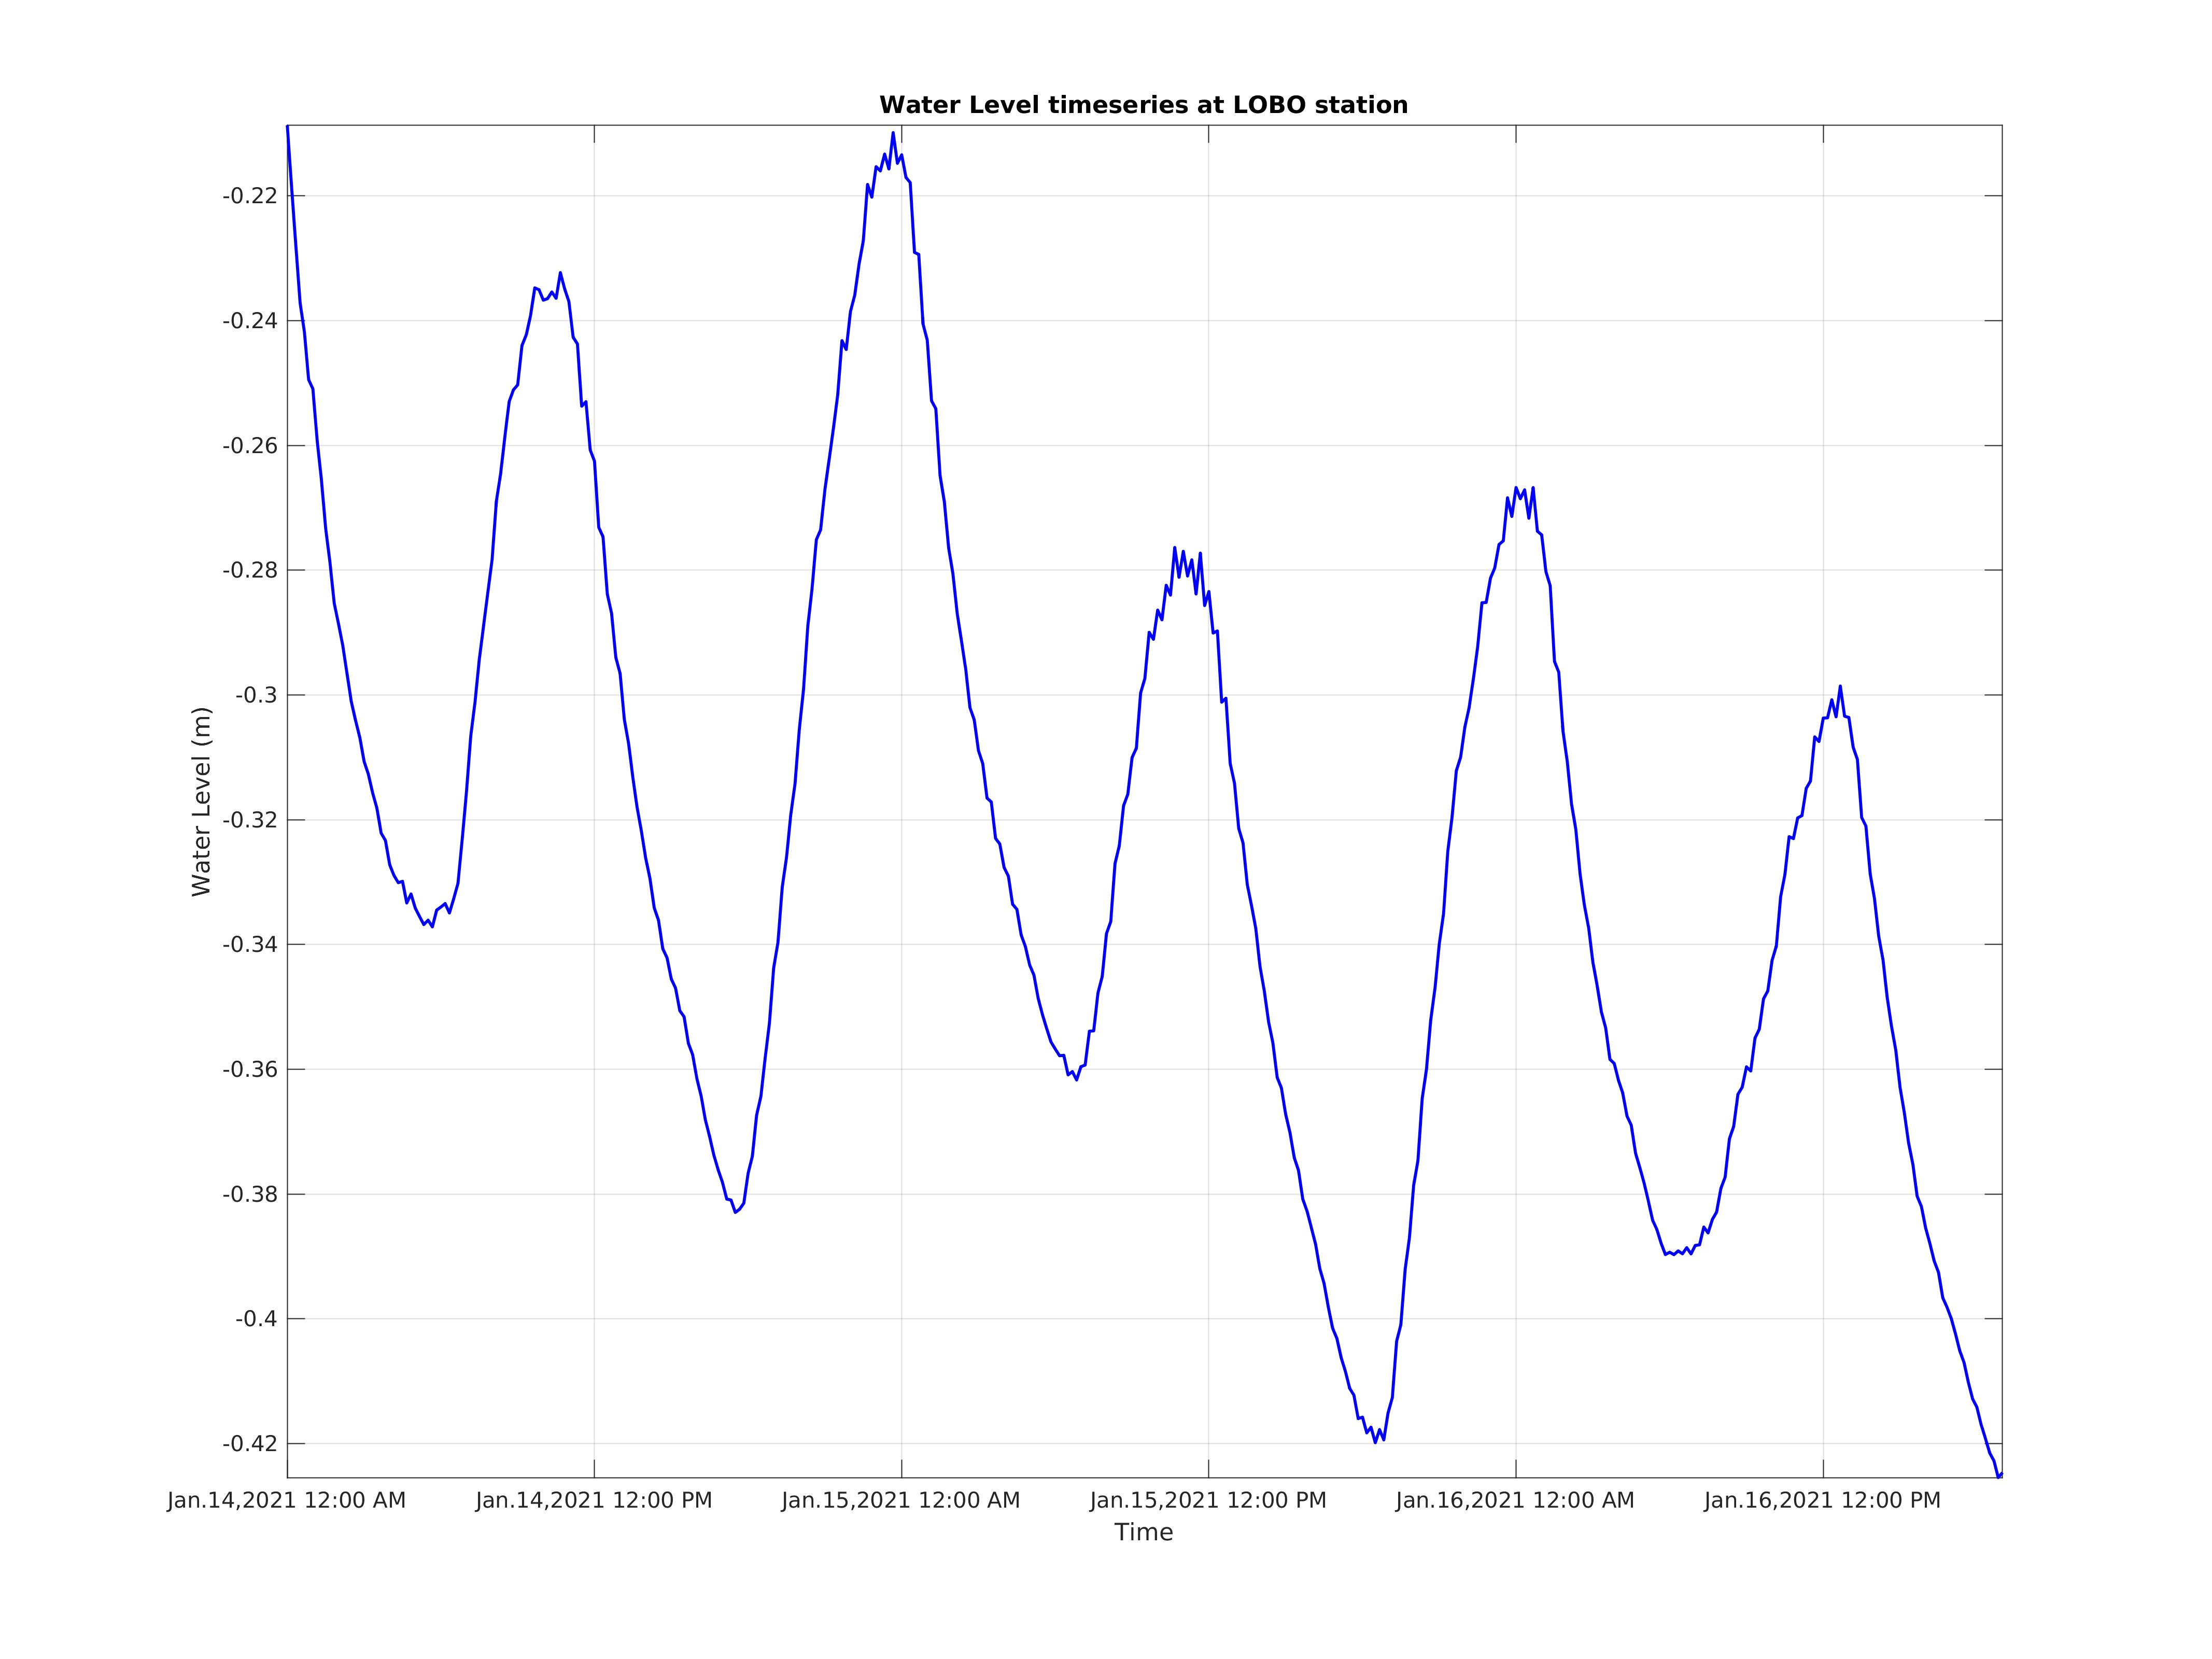 Water Level timeseries at LOBO station
-0.22
-0.24
-0.26
-0.28
-0.3
-0.32
-0.34
-0.36
-0.38
-0.4
-0.42
Water Level (m)
Jan.14,2021 12:00 AM
Jan.14,2021 12:00 PM
Jan.15,2021 12:00 AM
Jan.15,2021 12:00 PM
Jan.16,2021 12:00 AM
Jan.16,2021 12:00 PM
Time